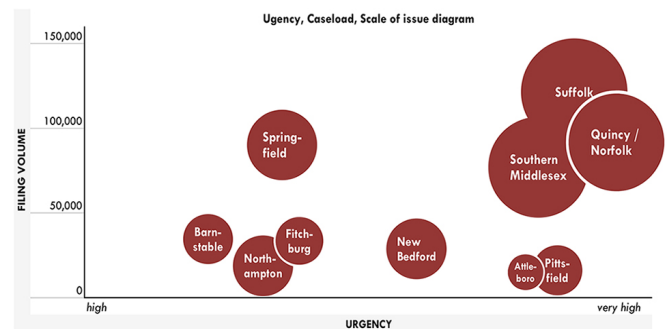 Ugency, Caseload, Scale of issue diagram
150,000
Suffolk
100,000
Spring-
field
Quincy /
Norfolk
Southern
Middlesex
FILING VOLUME
50,000
Barn-
stable
Fitch-
burg
North-
ampton
New
Bedford
Attle-
boro
Pitts-
field
0
high
very high
URGENCY